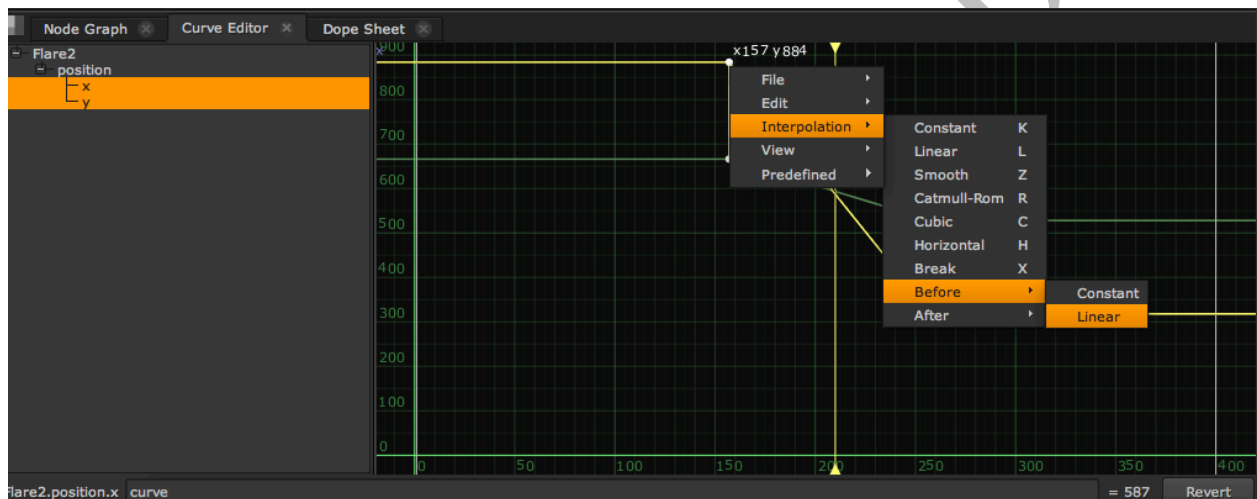 Node Graph Curve Editor Dope Sheet
Flare2
position
x
y
x
900
800
700
600
500
400
300
200
100
0
x157 y884
File
Edit
Interpolation
View
Predefined
Constant K
Linear L
Smooth Z
Catmull-Rom R
Cubic C
Horizontal H
Break X
Before
After
Constant
Linear
0 50 100 150 200 250 300 350 400
Flare2.position.x curve = 587 Revert